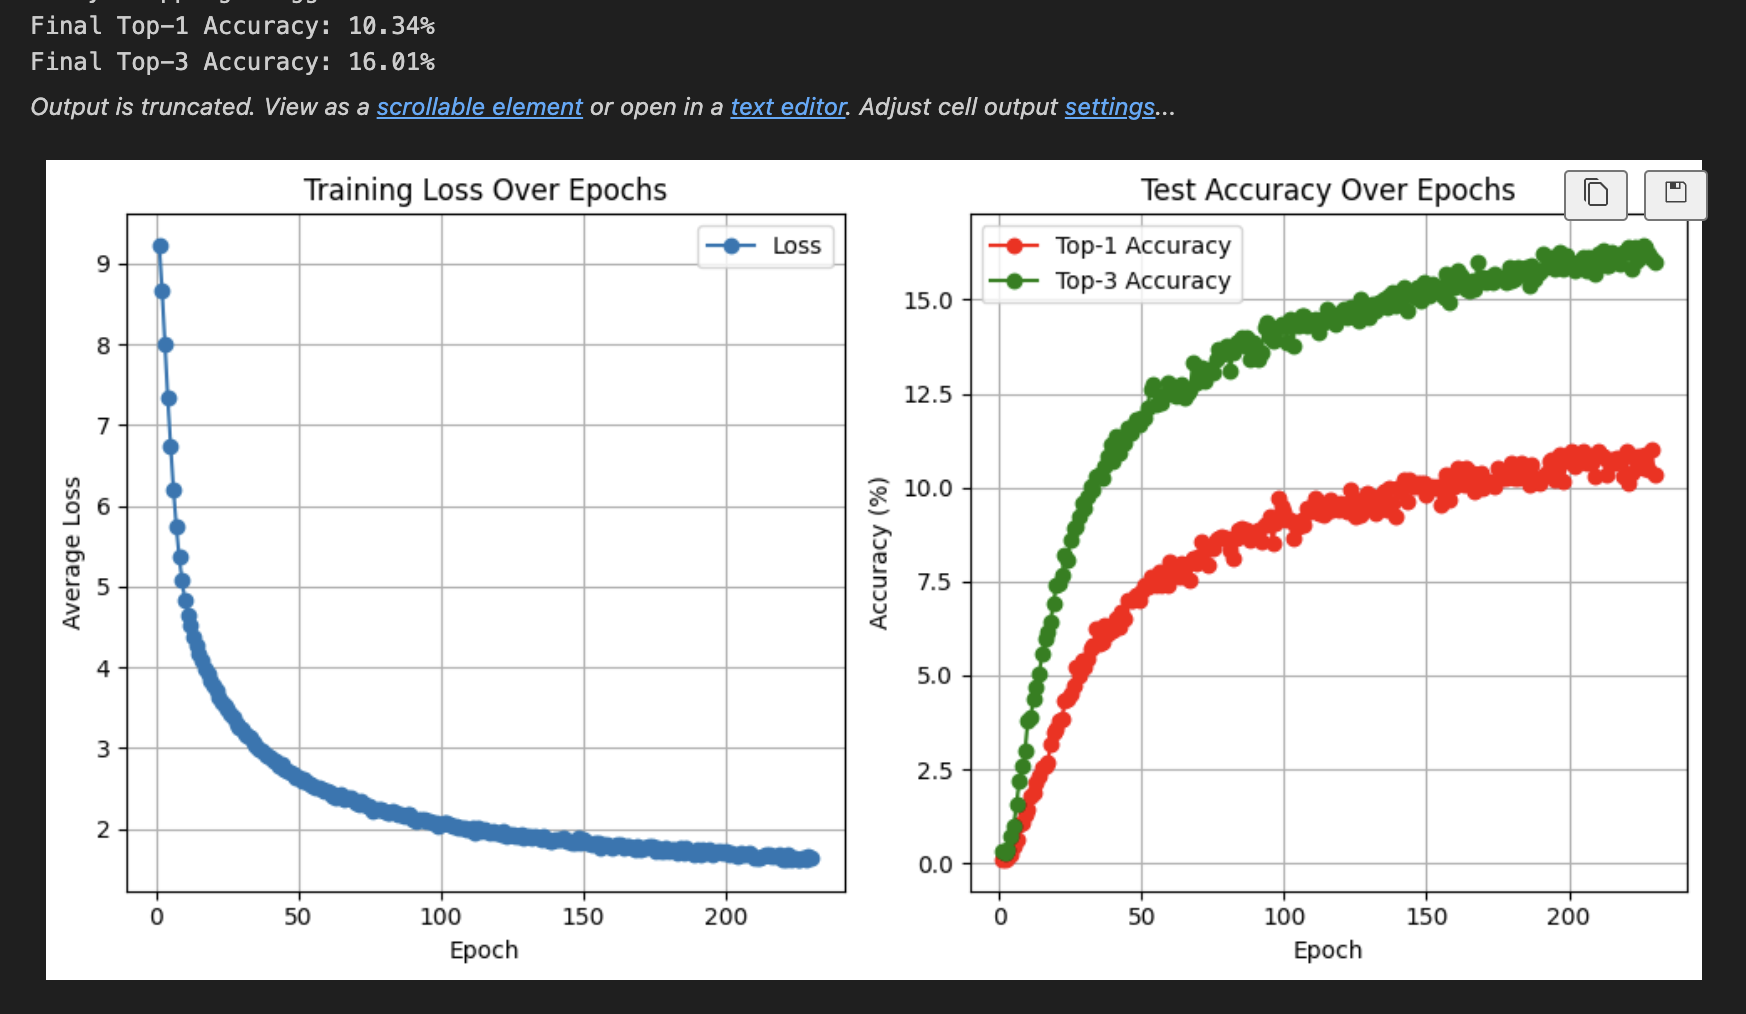 Final Top-1 Accuracy: 10.34%
Final Top-3 Accuracy: 16.01%
Output is truncated. View as a scrollable element or open in a text editor. Adjust cell output settings...
Training Loss Over Epochs
Loss
9
8
7
6
5
4
3
2
Average Loss
0 50 100 150 200
Epoch
Test Accuracy Over Epochs
Top-1 Accuracy
Top-3 Accuracy
15.0
12.5
10.0
7.5
5.0
2.5
0.0
Accuracy (%)
0 50 100 150 200
Epoch